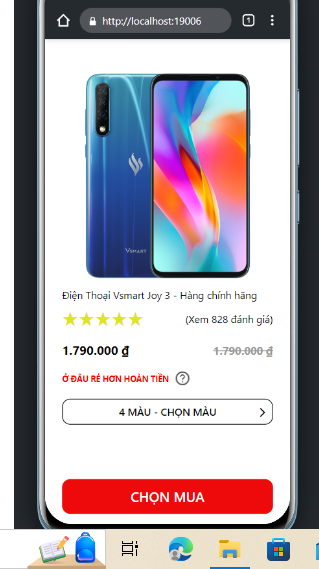 http://localhost:19006
1
VSMART
Điện Thoại Vsmart Joy 3 - Hàng chính hãng
(Xem 828 đánh giá)
1.790.000 ₫
1.790.000 ₫
Ở ĐÂU RẺ HƠN HOÀN TIỀN ?
4 MÀU - CHỌN MÀU
CHỌN MUA